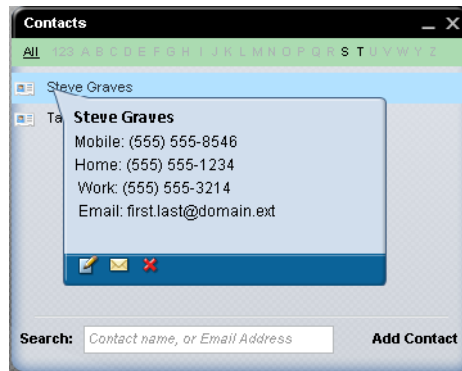 Contacts
All 123 A B C D E F G H I J K L M N O P Q R S T U V W Y Z
Steve Graves
Ta
Steve Graves
Mobile: (555) 555-8546
Home: (555) 555-1234
Work: (555) 555-3214
Email: first.last@domain.ext
Search: Contact name, or Email Address Add Contact